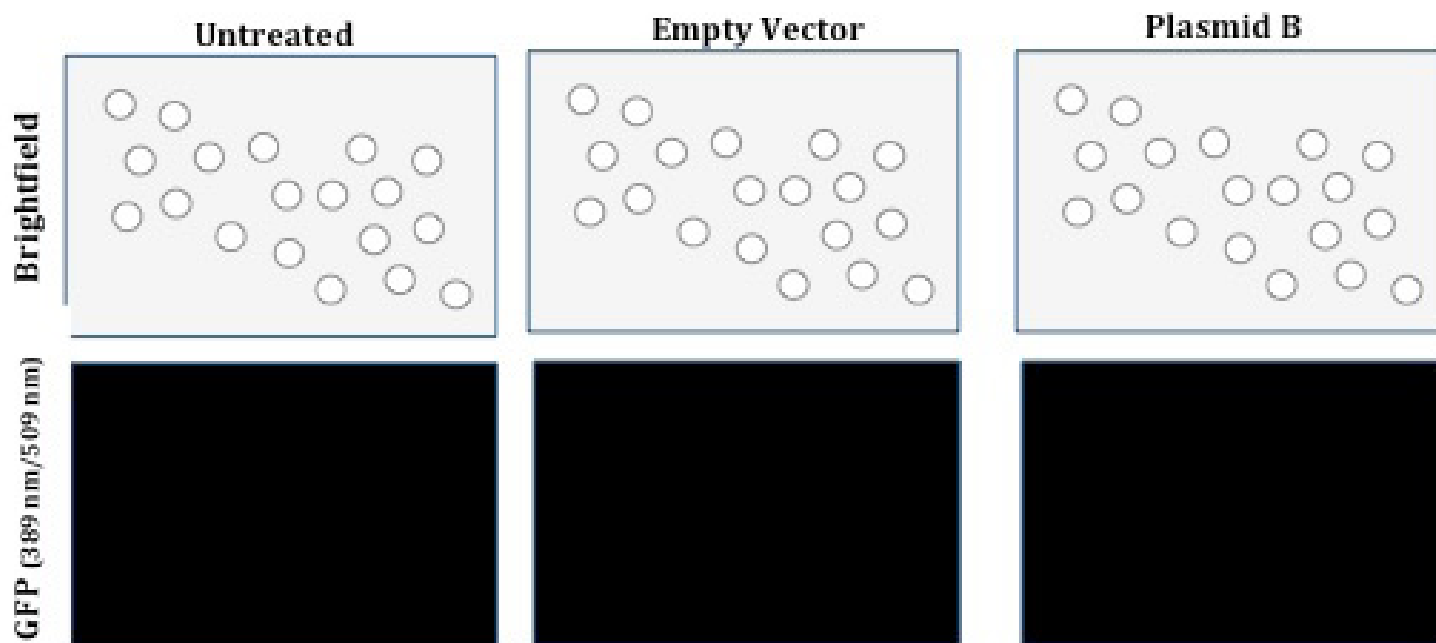 Untreated
Empty Vector
Plasmid B
Brightfield
GFP (389 nm/509 nm)